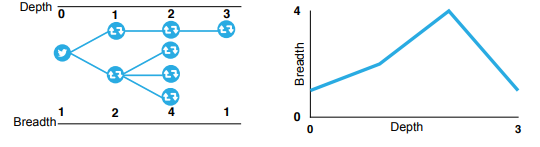 Depth 0 1 2 3
Breadth 1 2 4 1
4
Breadth
0
0 Depth 3